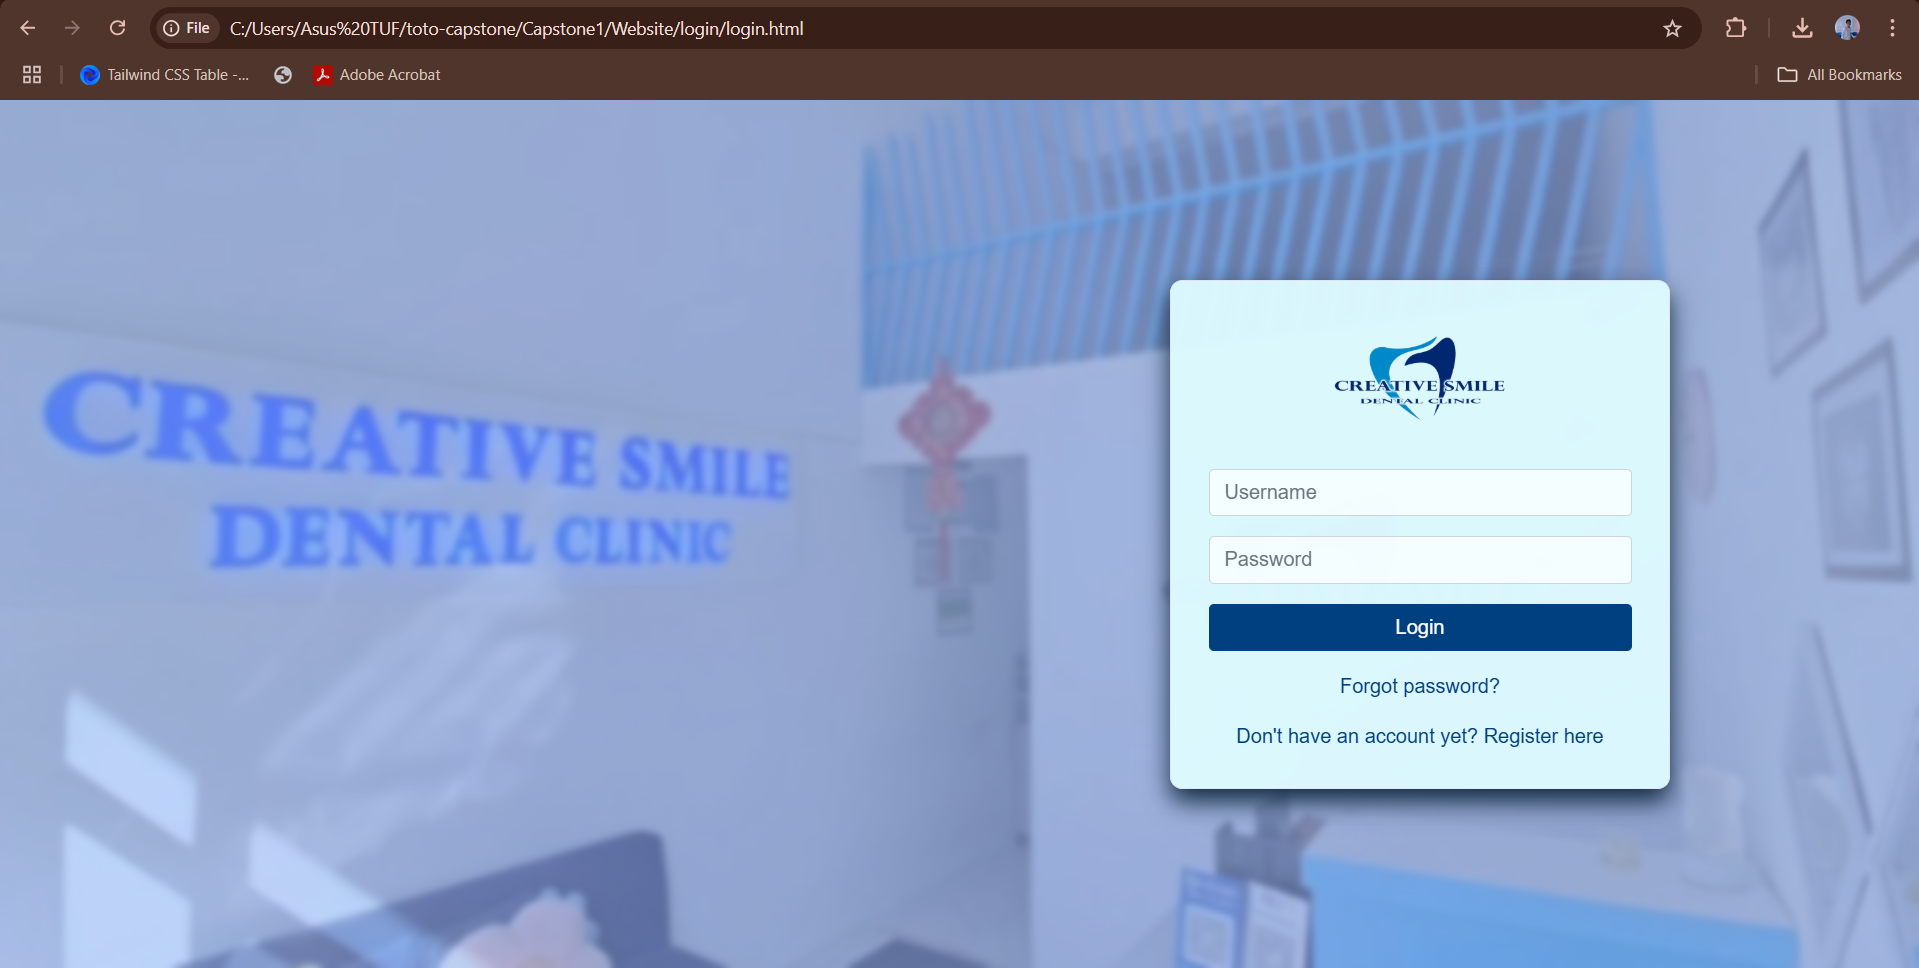 File
C:/Users/Asus%20TUF/toto-capstone/Capstone1/Website/login/login.html
Tailwind CSS Table -...
Adobe Acrobat
All Bookmarks
CREATIVE SMILE
DENTAL CLINIC
CREATIVE SMILE
DENTAL CLINIC
Username
Password
Login
Forgot password?
Don't have an account yet? Register here